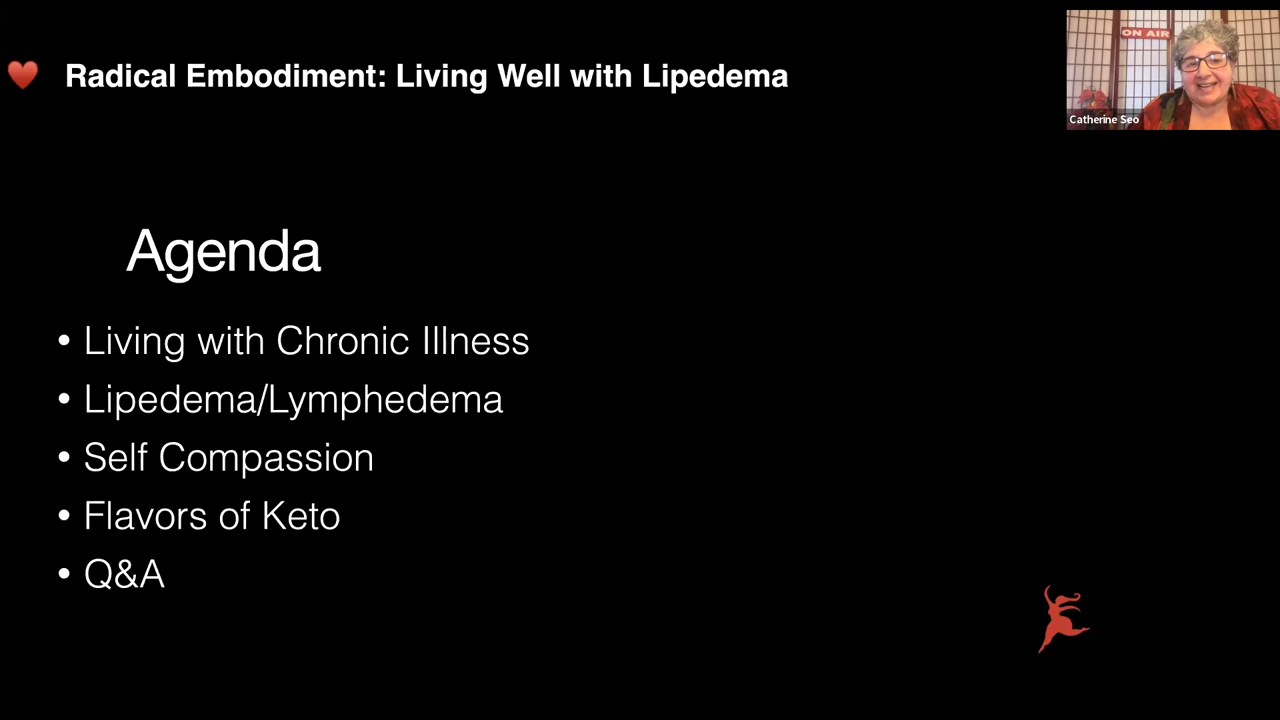 Radical Embodiment: Living Well with Lipedema
ON AIR
Catherine Seo
Agenda
• Living with Chronic Illness
• Lipedema/Lymphedema
• Self Compassion
• Flavors of Keto
• Q&A